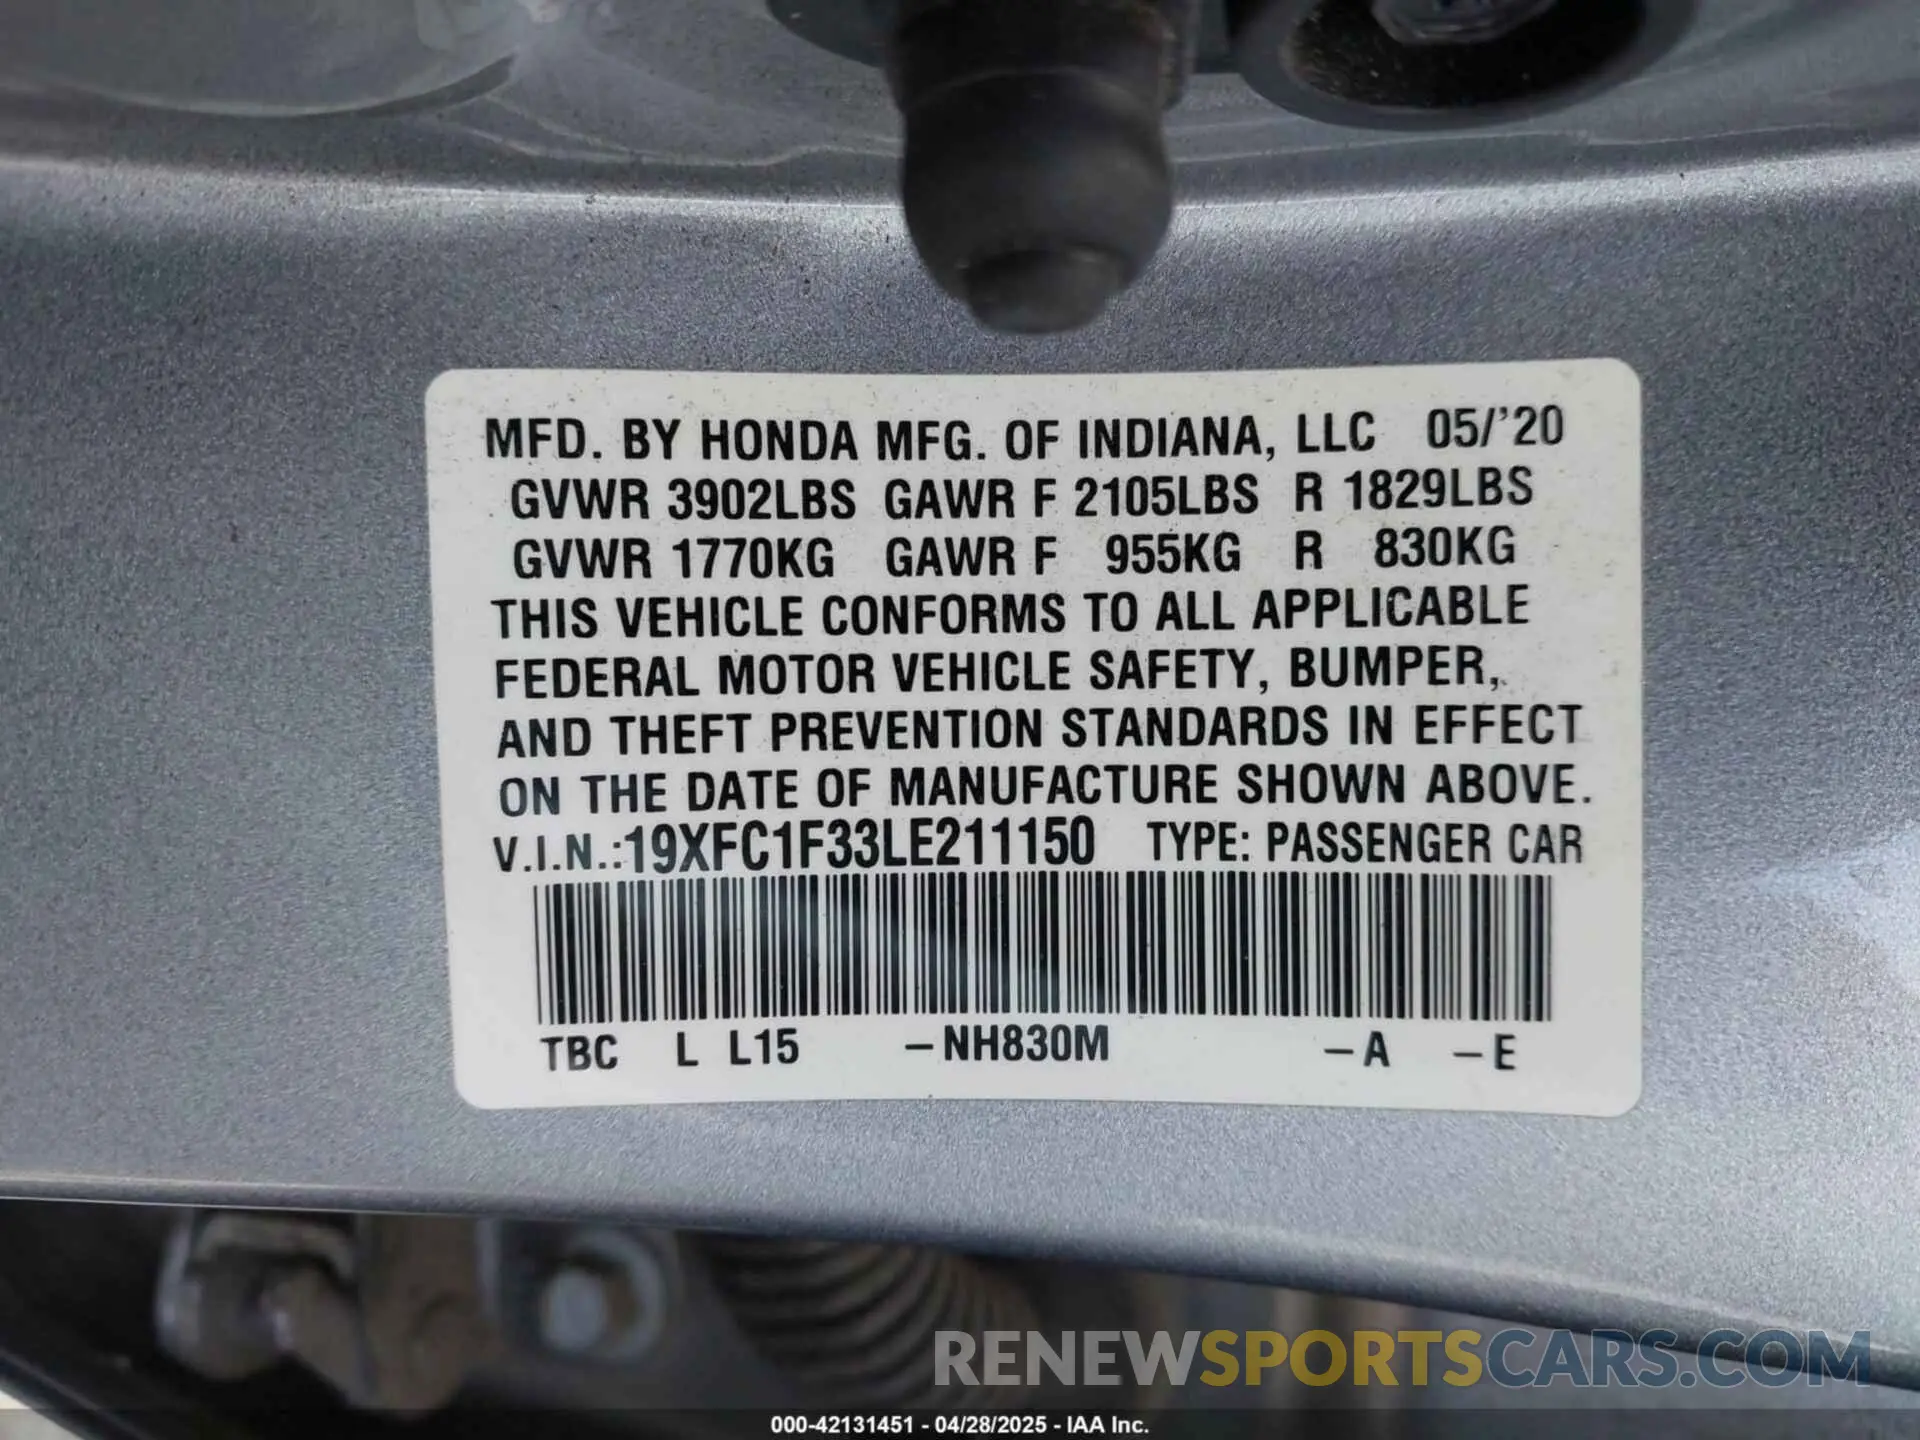 MFD. BY HONDA MFG. OF INDIANA, LLC 05/'20
GVWR 3902LBS GAWR F 2105LBS R 1829LBS
GVWR 1770KG GAWR F 955KG R 830KG
THIS VEHICLE CONFORMS TO ALL APPLICABLE
FEDERAL MOTOR VEHICLE SAFETY, BUMPER,
AND THEFT PREVENTION STANDARDS IN EFFECT
ON THE DATE OF MANUFACTURE SHOWN ABOVE.
V.I.N.:19XFC1F33LE211150 TYPE: PASSENGER CAR
TBC L L15 –NH830M –A –E
RENEWSPORTSCARS.COM
000-42131451 - 04/28/2025 - IAA Inc.